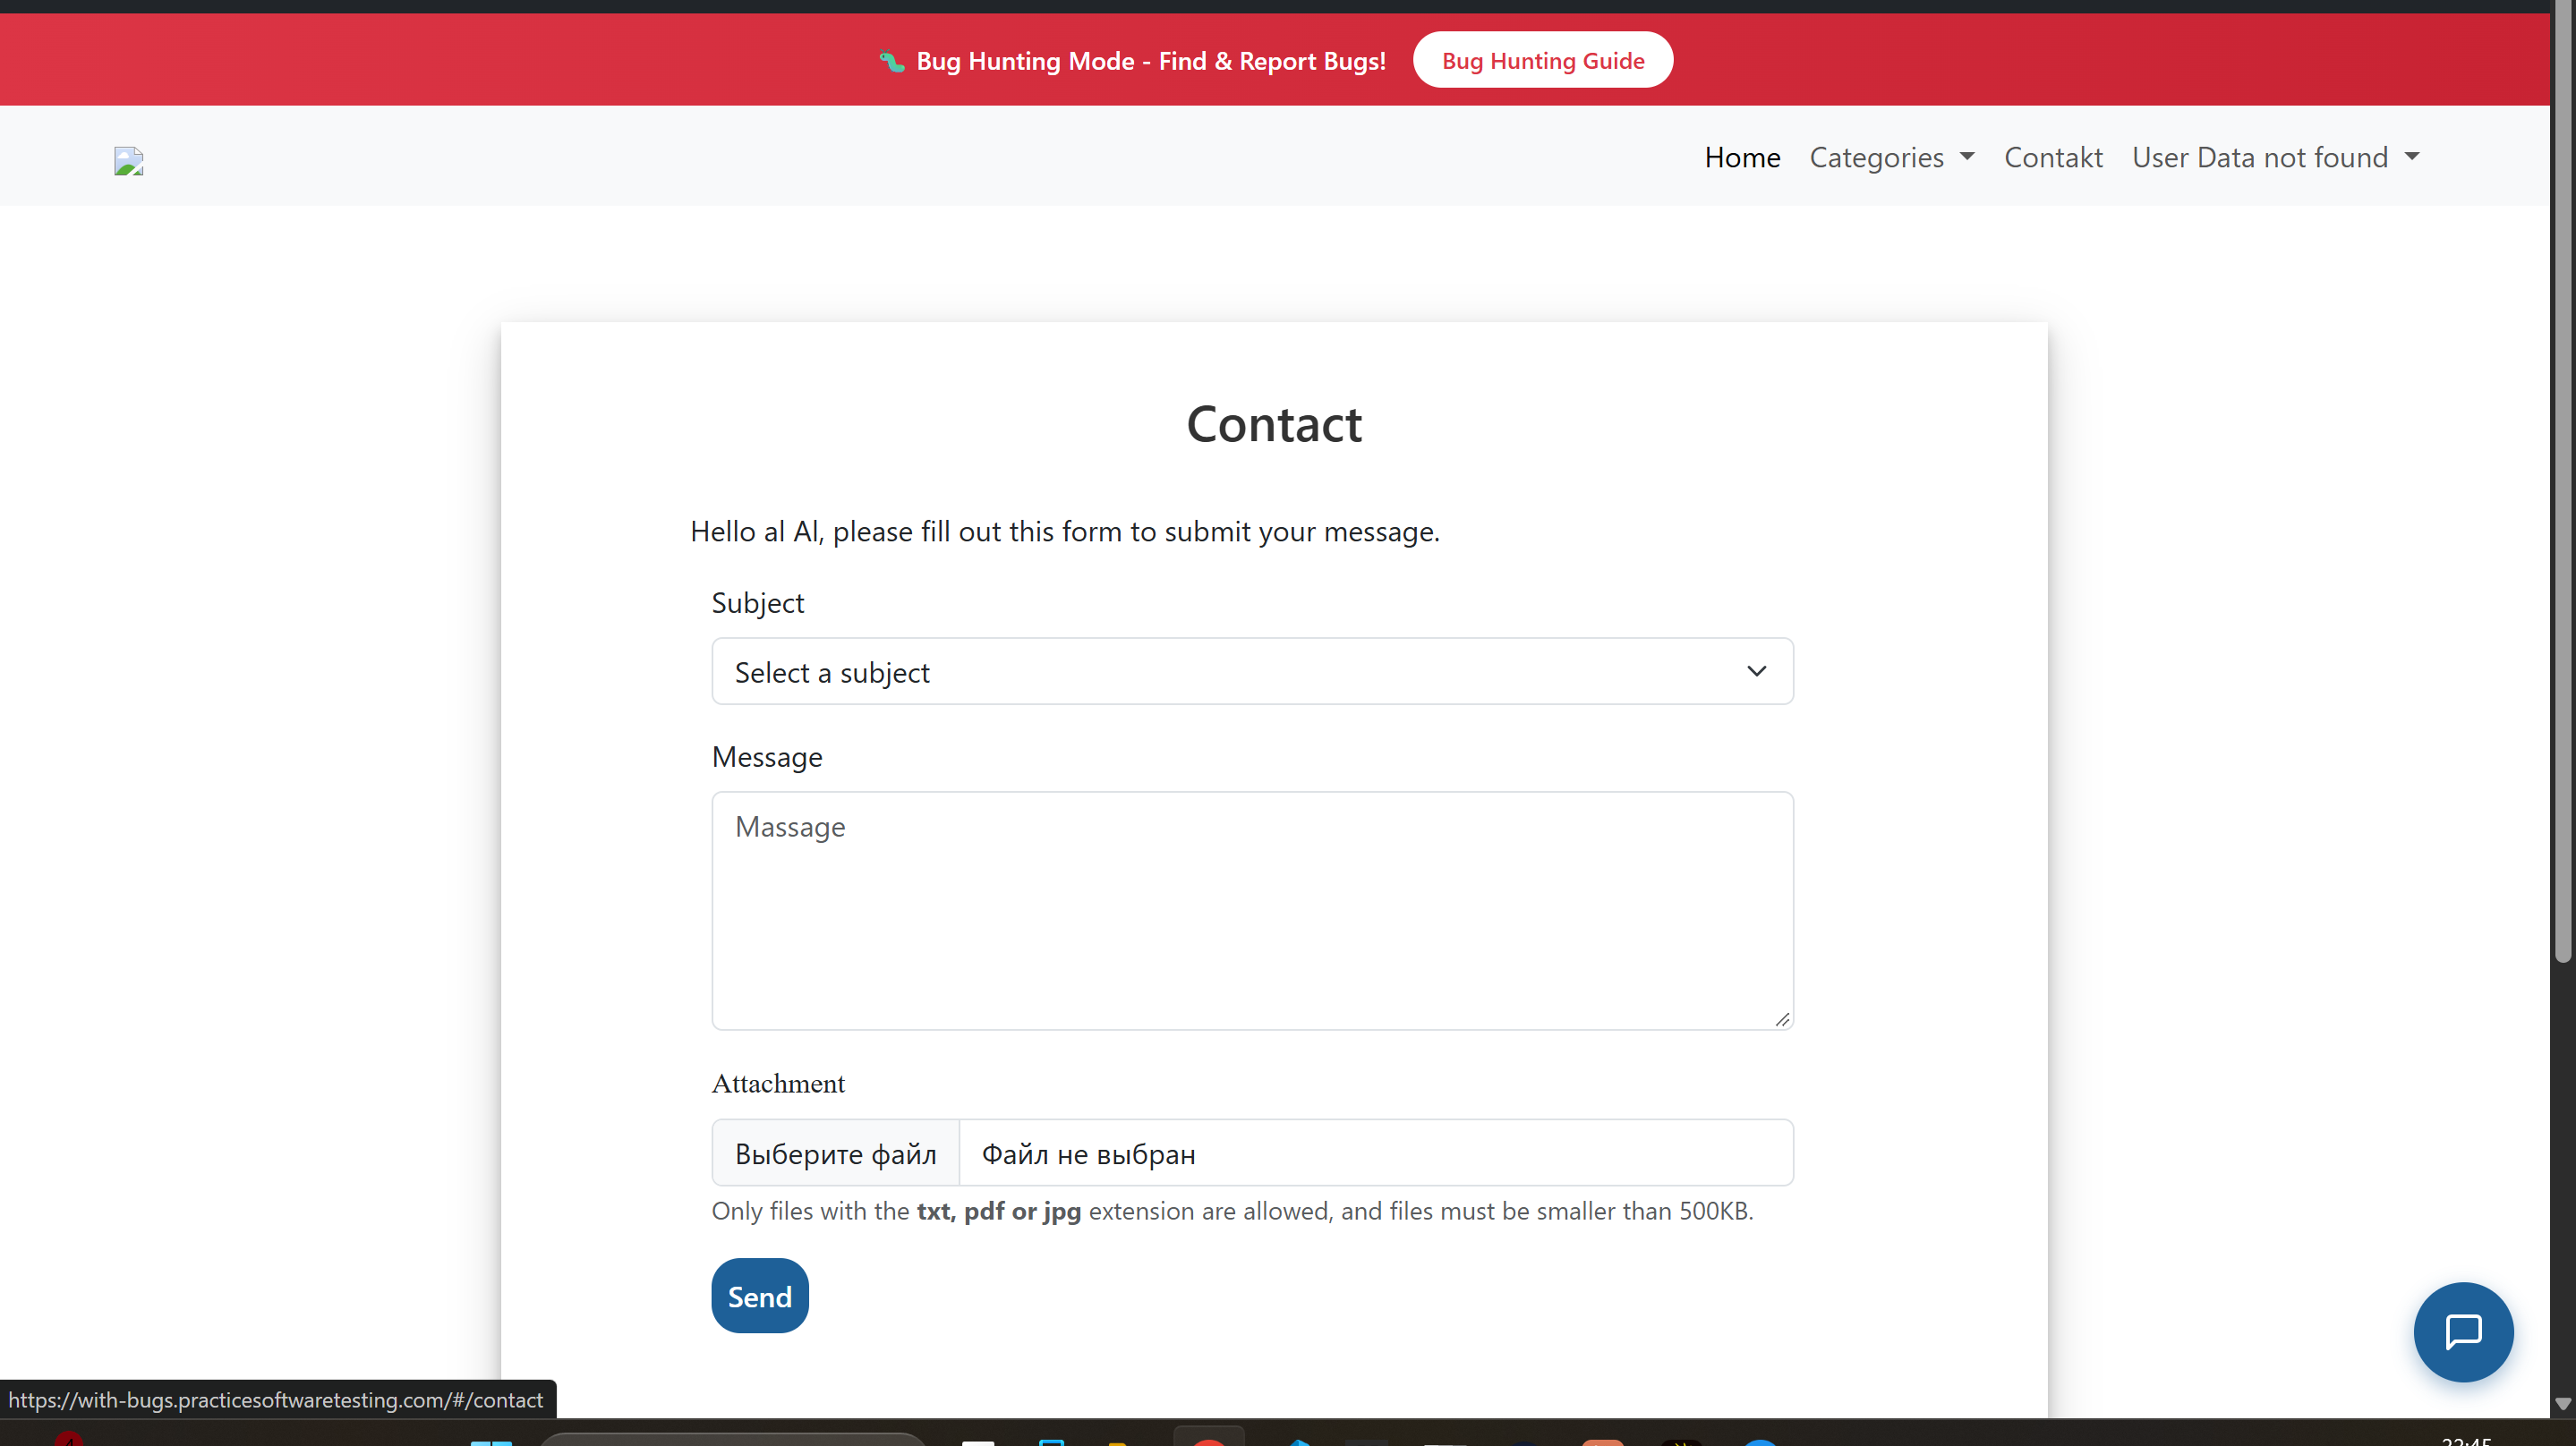 Bug Hunting Mode - Find & Report Bugs! Bug Hunting Guide
Home Categories Contakt User Data not found
Contact
Hello al Al, please fill out this form to submit your message.
Subject
Select a subject
Message
Massage
Attachment
Выберите файл Файл не выбран
Only files with the txt, pdf or jpg extension are allowed, and files must be smaller than 500KB.
Send
https://with-bugs.practicesoftwaretesting.com/#/contact